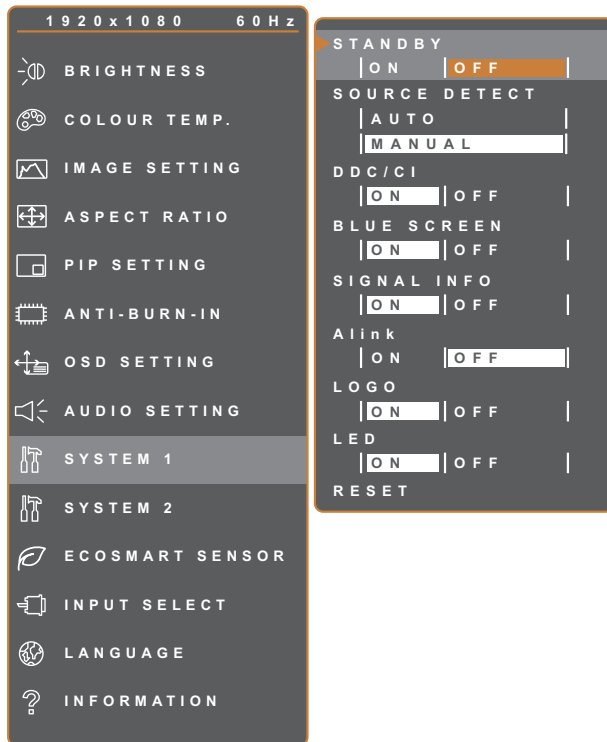 1920x1080 60Hz
BRIGHTNESS
COLOUR TEMP.
IMAGE SETTING
ASPECT RATIO
PIP SETTING
ANTI-BURN-IN
OSD SETTING
AUDIO SETTING
SYSTEM 1
SYSTEM 2
ECOSMART SENSOR
INPUT SELECT
LANGUAGE
INFORMATION
STANDBY
ON OFF
SOURCE DETECT
AUTO
MANUAL
DDC/CI
ON OFF
BLUE SCREEN
ON OFF
SIGNAL INFO
ON OFF
Alink
ON OFF
LOGO
ON OFF
LED
ON OFF
RESET